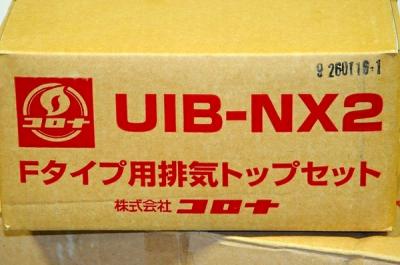 9 260116-1
コロナ
UIB-NX2
Fタイプ用排気トップセット
株式会社 コロナ